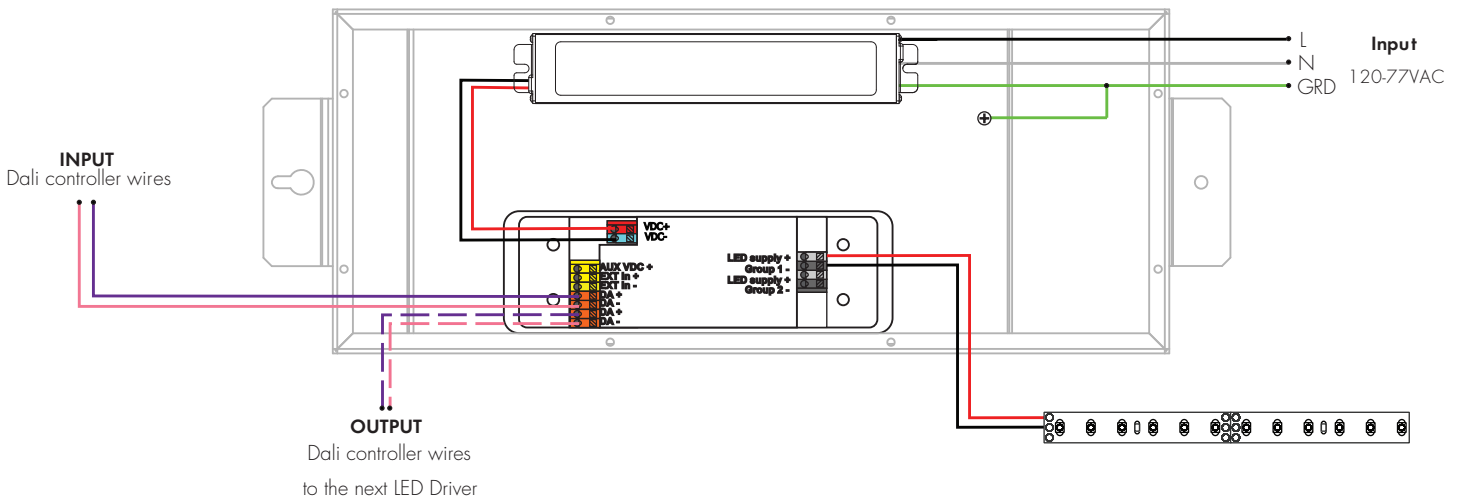 L
Input
N
120-77VAC
GRD
INPUT
Dali controller wires
VDC+
VDC-
AUX VDC +
EXT In +
EXT In -
DA +
DA -
DA +
DA -
LED supply +
Group 1 -
LED supply +
Group 2 -
OUTPUT
Dali controller wires
to the next LED Driver